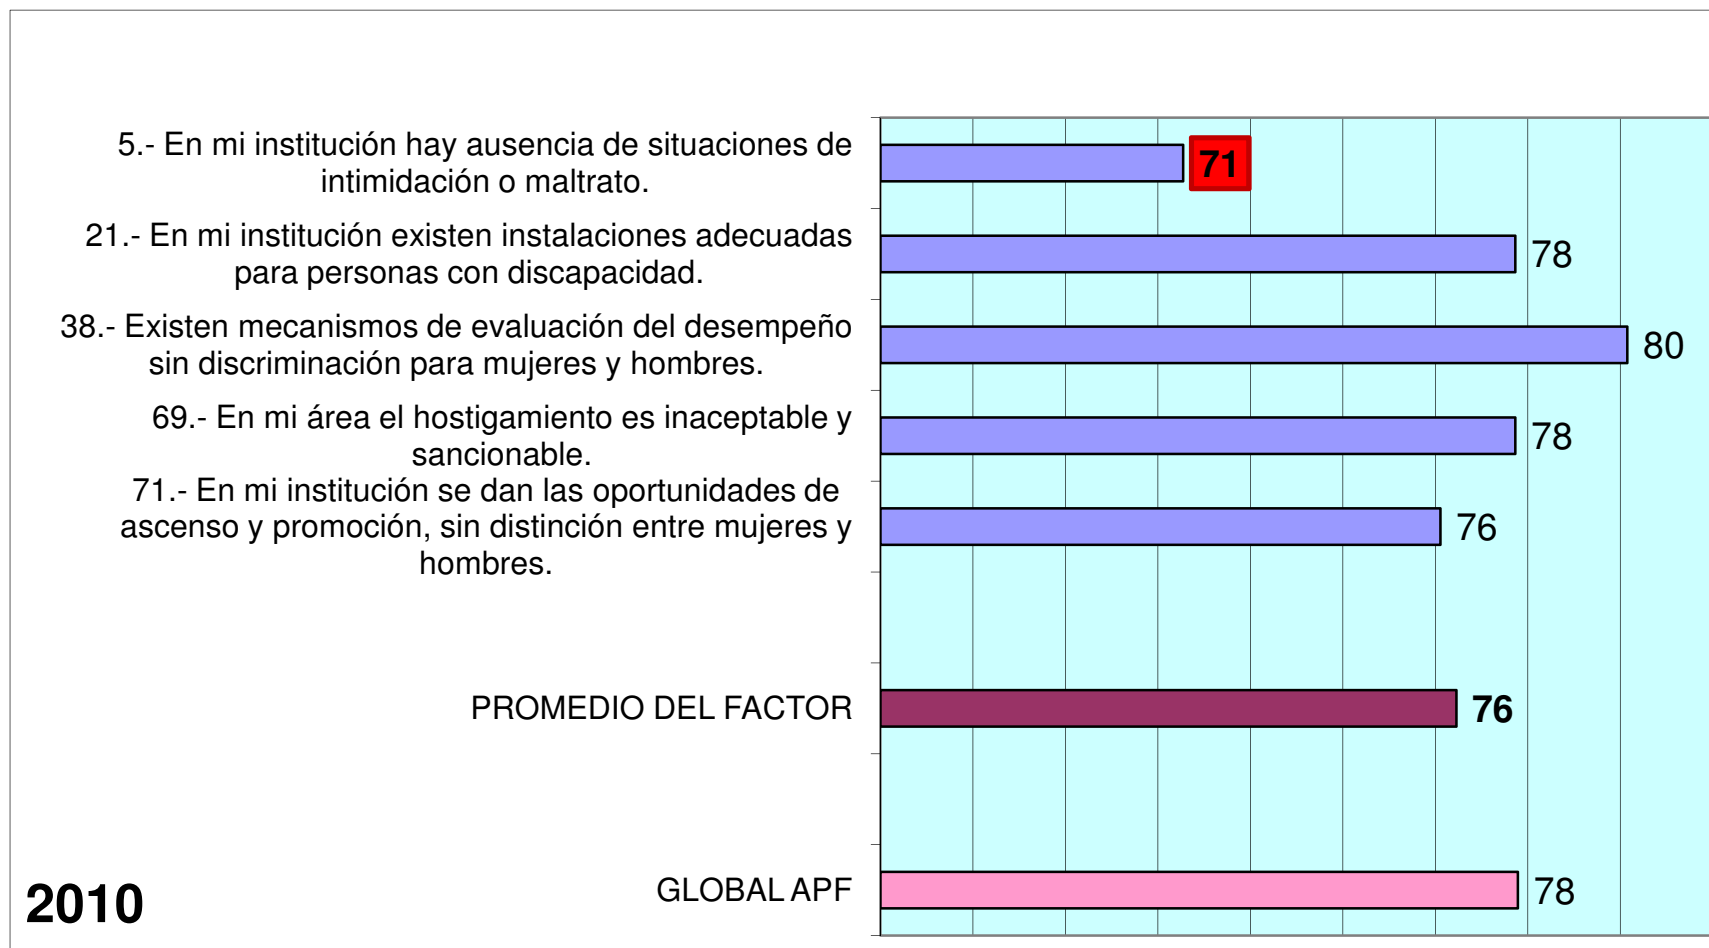 5.- En mi institución hay ausencia de situaciones de
intimidación o maltrato.
71
21.- En mi institución existen instalaciones adecuadas
para personas con discapacidad.
78
38.- Existen mecanismos de evaluación del desempeño
sin discriminación para mujeres y hombres.
80
69.- En mi área el hostigamiento es inaceptable y
sancionable.
78
71.- En mi institución se dan las oportunidades de
ascenso y promoción, sin distinción entre mujeres y
hombres.
76
PROMEDIO DEL FACTOR
76
GLOBAL APF
78
2010